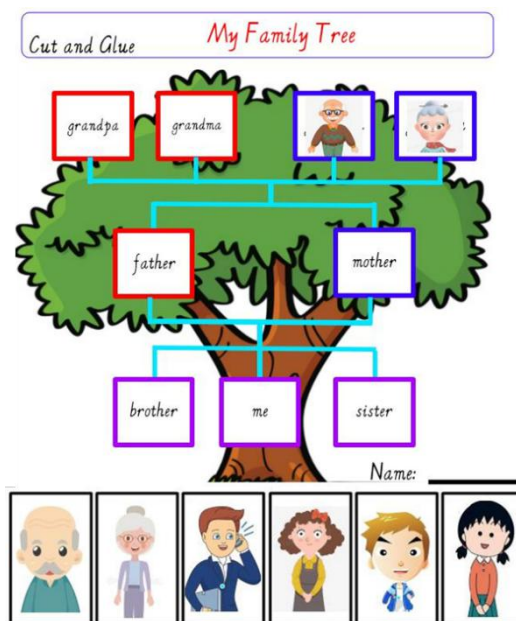 My Family Tree
Cut and Glue
grandpa
grandma
father
mother
brother
me
sister
Name: